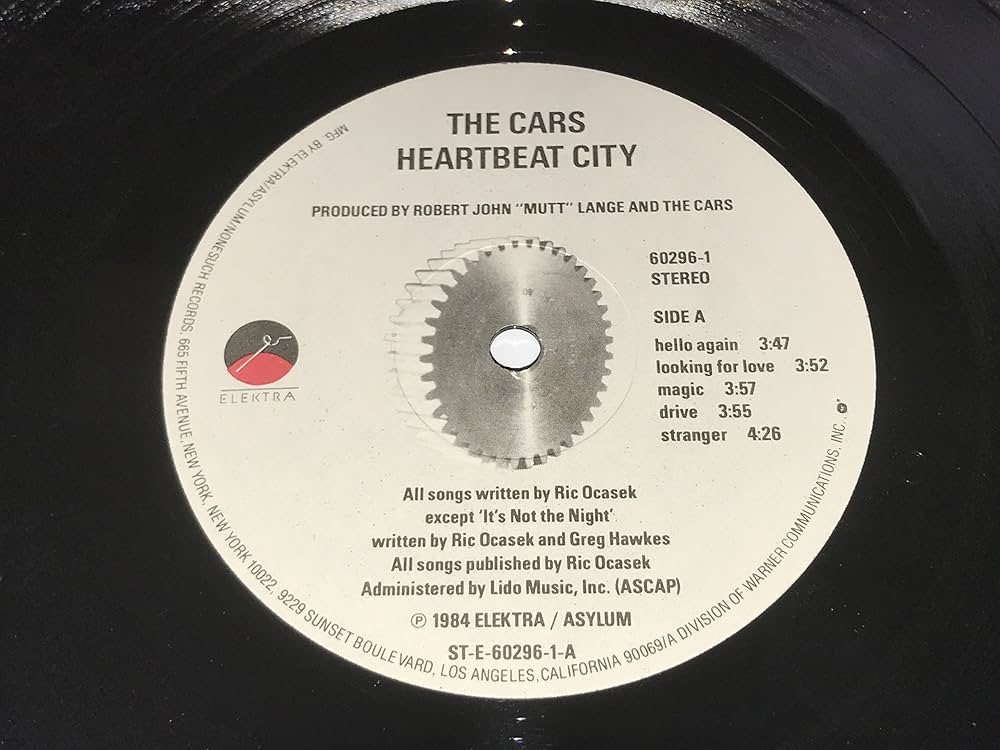 THE CARS
HEARTBEAT CITY
PRODUCED BY ROBERT JOHN "MUTT" LANGE AND THE CARS
60296-1
STEREO
SIDE A
hello again 3:47
looking for love 3:52
magic 3:57
drive 3:55
stranger 4:26
ELEKTRA
All songs written by Ric Ocasek
except 'It's Not the Night'
written by Ric Ocasek and Greg Hawkes
All songs published by Ric Ocasek
Administered by Lido Music, Inc. (ASCAP)
℗ 1984 ELEKTRA / ASYLUM
ST-E-60296-1-A
MFG. BY ELEKTRA/ASYLUM/NONESUCH RECORDS, 665 FIFTH AVENUE, NEW YORK, NEW YORK 10022, 9229 SUNSET BOULEVARD, LOS ANGELES, CALIFORNIA 90069/A DIVISION OF WARNER COMMUNICATIONS, INC.,